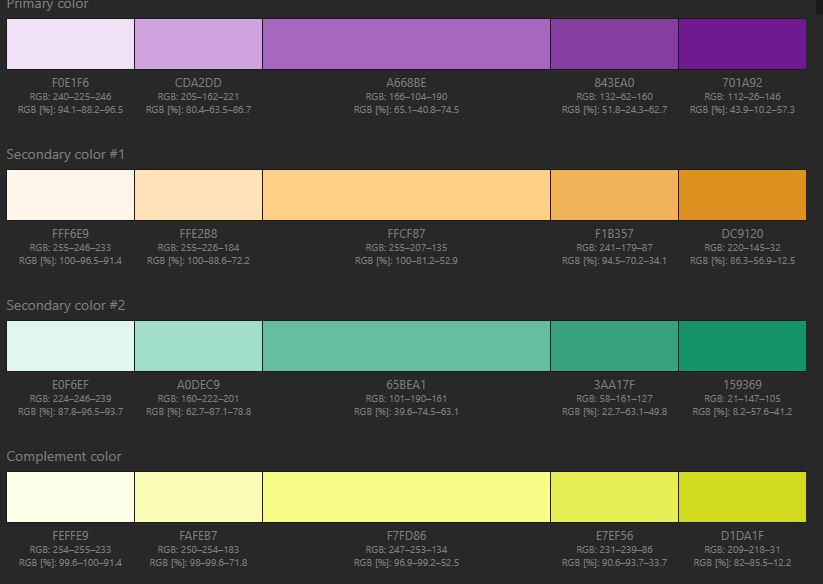 Primary color
F0E1F6
RGB: 240–225–246
RGB [%]: 94.1–88.2–96.5
CDA2DD
RGB: 205–162–221
RGB [%]: 80.4–63.5–86.7
A668BE
RGB: 166–104–190
RGB [%]: 65.1–40.8–74.5
843EA0
RGB: 132–62–160
RGB [%]: 51.8–24.3–62.7
701A92
RGB: 112–26–146
RGB [%]: 43.9–10.2–57.3
Secondary color #1
FFF6E9
RGB: 255–246–233
RGB [%]: 100–96.5–91.4
FFE2B8
RGB: 255–226–184
RGB [%]: 100–88.6–72.2
FFCF87
RGB: 255–207–135
RGB [%]: 100–81.2–52.9
F1B357
RGB: 241–179–87
RGB [%]: 94.5–70.2–34.1
DC9120
RGB: 220–145–32
RGB [%]: 86.3–56.9–12.5
Secondary color #2
E0F6EF
RGB: 224–246–239
RGB [%]: 87.8–96.5–93.7
A0DEC9
RGB: 160–222–201
RGB [%]: 62.7–87.1–78.8
65BEA1
RGB: 101–190–161
RGB [%]: 39.6–74.5–63.1
3AA17F
RGB: 58–161–127
RGB [%]: 22.7–63.1–49.8
159369
RGB: 21–147–105
RGB [%]: 8.2–57.6–41.2
Complement color
FEFFE9
RGB: 254–255–233
RGB [%]: 99.6–100–91.4
FAFEB7
RGB: 250–254–183
RGB [%]: 98–99.6–71.8
F7FD86
RGB: 247–253–134
RGB [%]: 96.9–99.2–52.5
E7EF56
RGB: 231–239–86
RGB [%]: 90.6–93.7–33.7
D1DA1F
RGB: 209–218–31
RGB [%]: 82–85.5–12.2